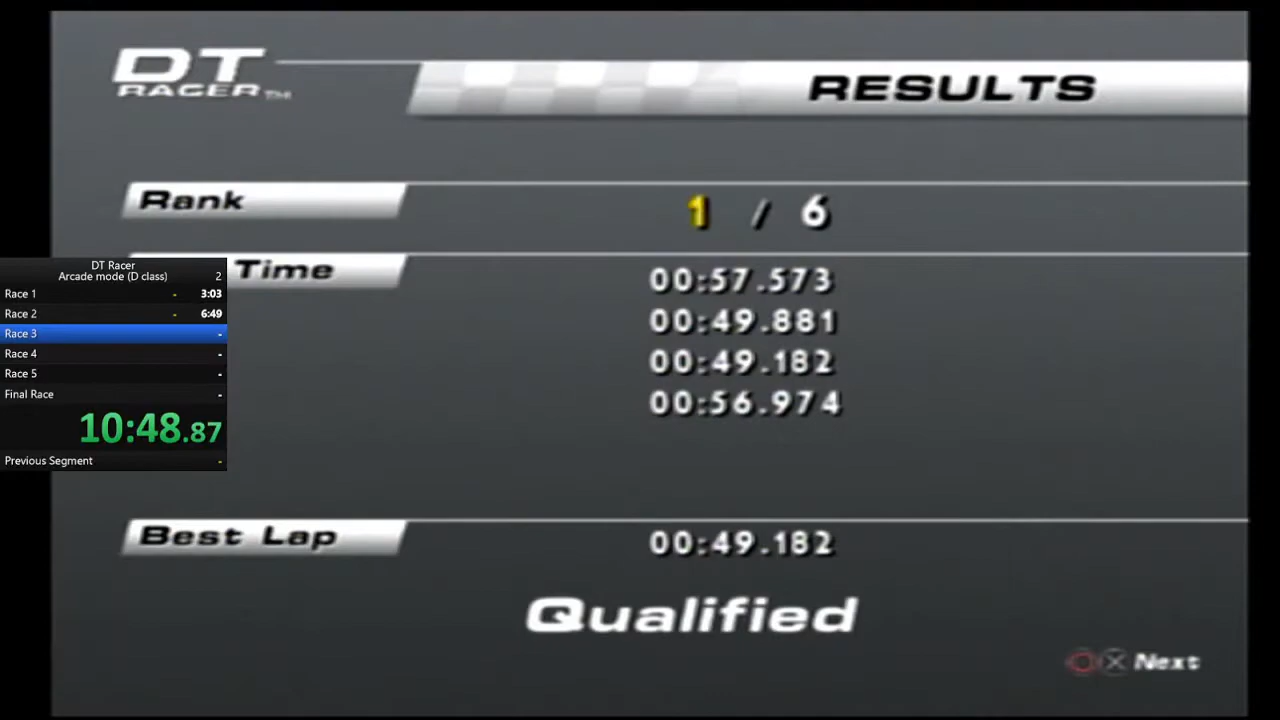 DT
RACER™
RESULTS
Rank
1 / 6
Time
00:57.573
00:49.881
00:49.182
00:56.974
DT Racer
Arcade mode (D class) 2
Race 1 - 3:03
Race 2 - 6:49
Race 3 -
Race 4 -
Race 5 -
Final Race -
10:48.87
Previous Segment -
Best Lap
00:49.182
Qualified
Next